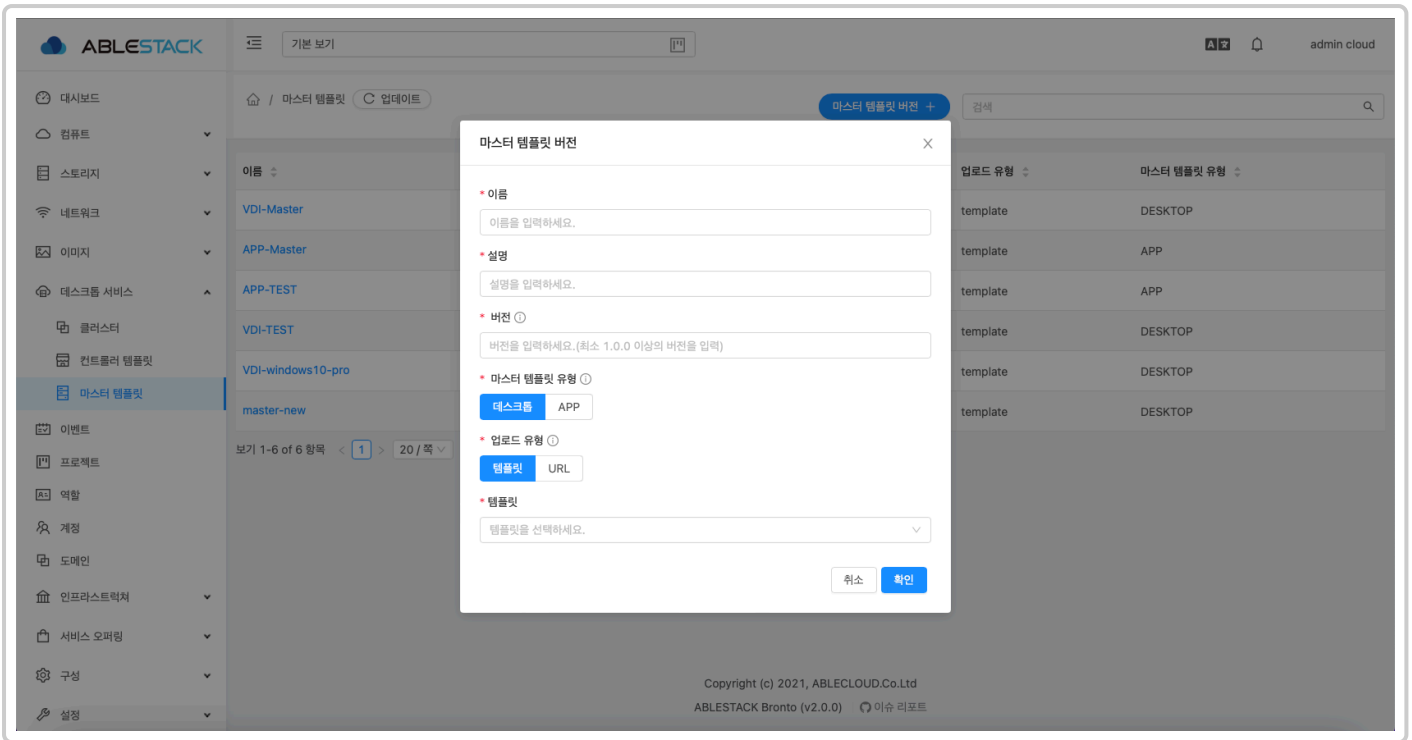 ABLESTACK
기본 보기
admin cloud
대시보드
컴퓨트
스토리지
네트워크
이미지
데스크톱 서비스
클러스터
컨트롤러 템플릿
마스터 템플릿
이벤트
프로젝트
역할
계정
도메인
인프라스트럭쳐
서비스 오퍼링
구성
설정
/ 마스터 템플릿 업데이트
마스터 템플릿 버전 +
검색
이름
업로드 유형
마스터 템플릿 유형
VDI-Master
template
DESKTOP
APP-Master
template
APP
APP-TEST
template
APP
VDI-TEST
template
DESKTOP
VDI-windows10-pro
template
DESKTOP
master-new
template
DESKTOP
보기 1-6 of 6 항목 < 1 > 20 / 쪽
마스터 템플릿 버전
* 이름
이름을 입력하세요.
* 설명
설명을 입력하세요.
* 버전
버전을 입력하세요.(최소 1.0.0 이상의 버전을 입력)
* 마스터 템플릿 유형
데스크톱 APP
* 업로드 유형
템플릿 URL
* 템플릿
템플릿을 선택하세요.
취소 확인
Copyright (c) 2021, ABLECLOUD.Co.Ltd
ABLESTACK Bronto (v2.0.0) 이슈 리포트